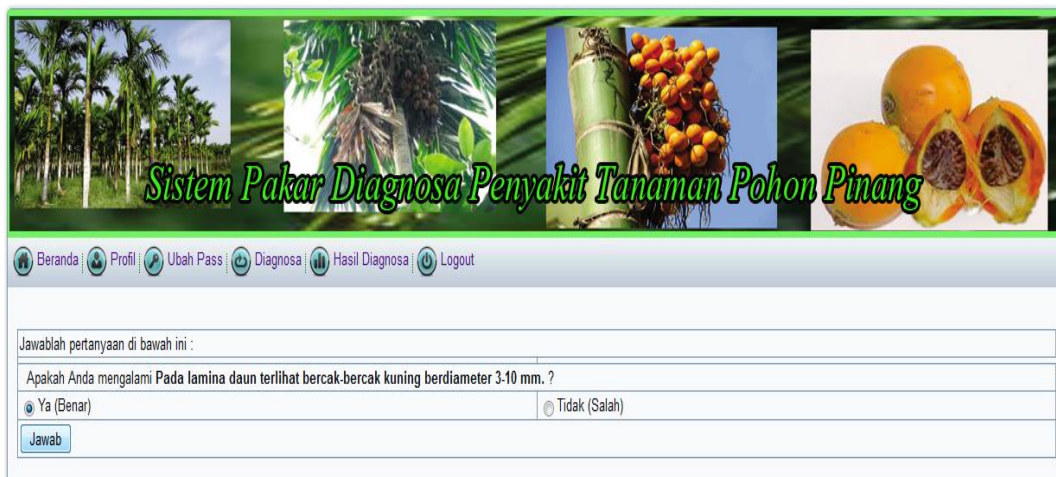 Sistem Pakar Diagnosa Penyakit Tanaman Pohon Pinang
Beranda Profil Ubah Pass Diagnosa Hasil Diagnosa Logout
Jawablah pertanyaan di bawah ini :
Apakah Anda mengalami Pada lamina daun terlihat bercak-bercak kuning berdiameter 3-10 mm. ?
Ya (Benar) Tidak (Salah)
Jawab